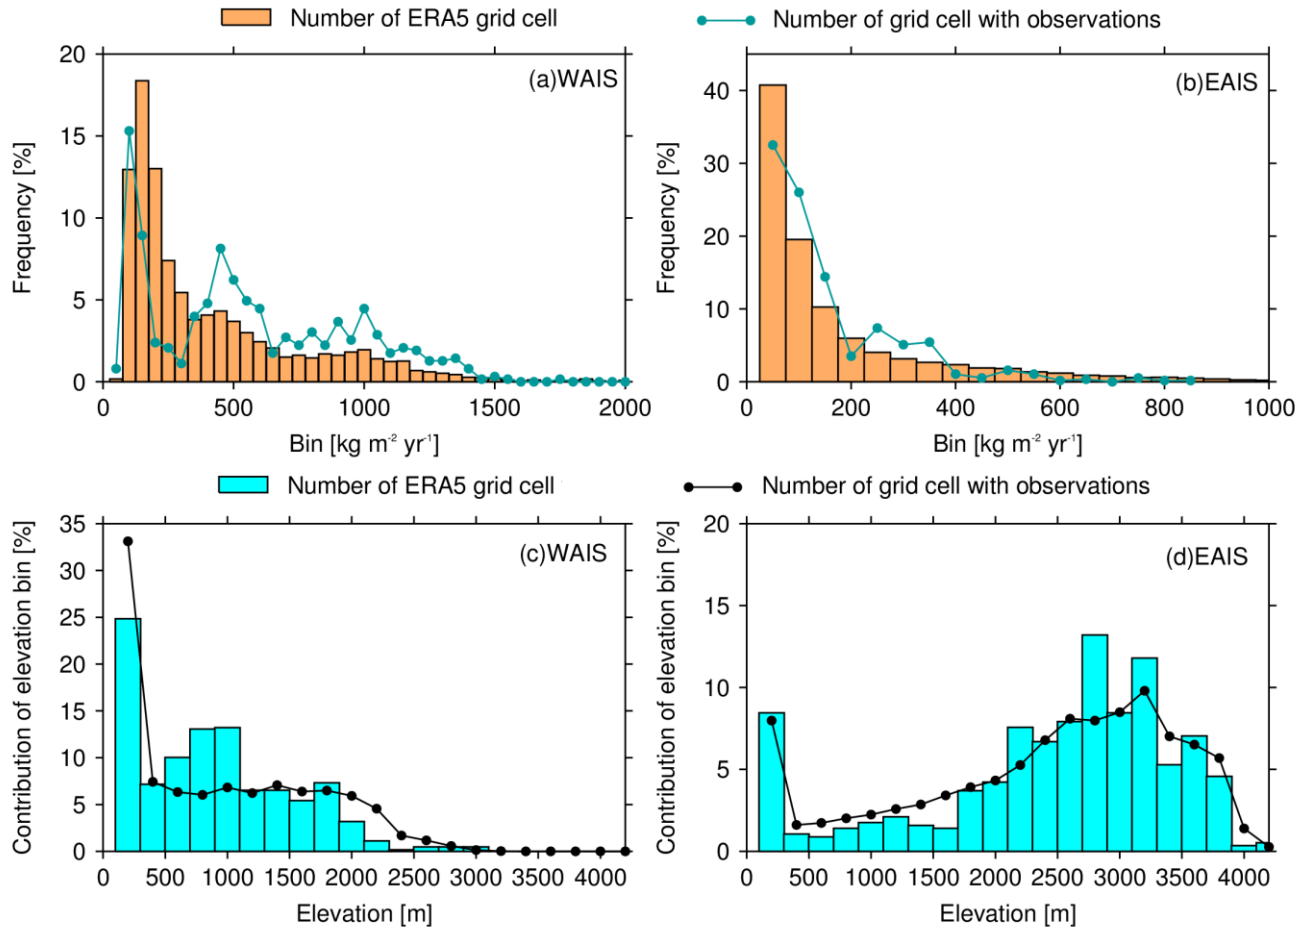 Number of ERA5 grid cell
Number of grid cell with observations
(a)WAIS
Frequency [%]
20
15
10
5
0
0 500 1000 1500 2000
Bin [kg m⁻² yr⁻¹]
(b)EAIS
Frequency [%]
40
30
20
10
0
0 200 400 600 800 1000
Bin [kg m⁻² yr⁻¹]
Number of ERA5 grid cell
Number of grid cell with observations
(c)WAIS
Contribution of elevation bin [%]
35
30
25
20
15
10
5
0
0 500 1000 1500 2000 2500 3000 3500 4000
Elevation [m]
(d)EAIS
Contribution of elevation bin [%]
20
15
10
5
0
0 500 1000 1500 2000 2500 3000 3500 4000
Elevation [m]